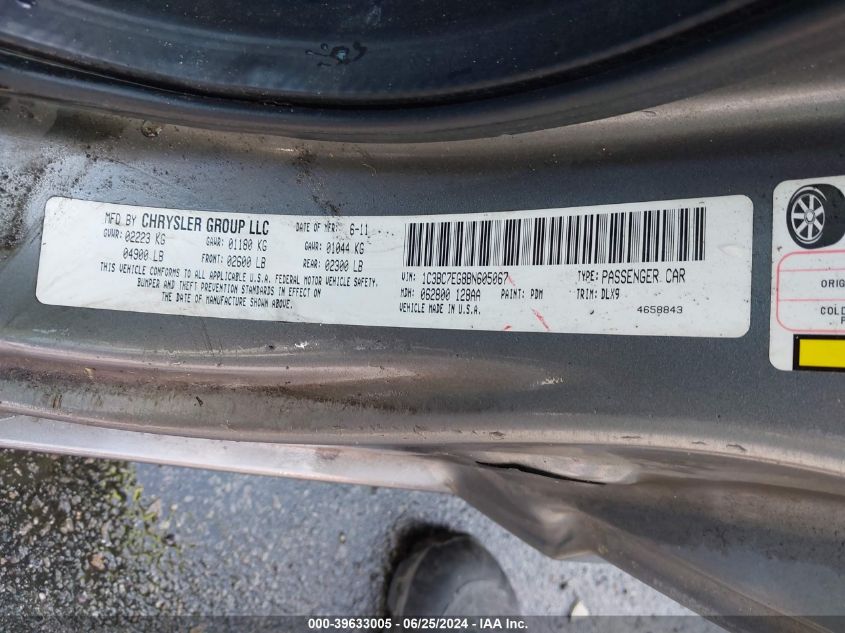 MFD BY CHRYSLER GROUP LLC DATE OF MFR: 6-11
GVWR: 02223 KG GAWR: 01180 KG GAWR: 01044 KG
04900 LB FRONT: 02600 LB REAR: 02300 LB
THIS VEHICLE CONFORMS TO ALL APPLICABLE U.S.A. FEDERAL MOTOR VEHICLE SAFETY,
BUMPER AND THEFT PREVENTION STANDARDS IN EFFECT ON
THE DATE OF MANUFACTURE SHOWN ABOVE.
VIN: 1C3BC7EG8BN605067 TYPE: PASSENGER CAR
MDH: 062800 128AA PAINT: PDM TRIM: DLX9
VEHICLE MADE IN U.S.A. 4658843
ORIG
COLD
000-39633005 - 06/25/2024 - IAA Inc.